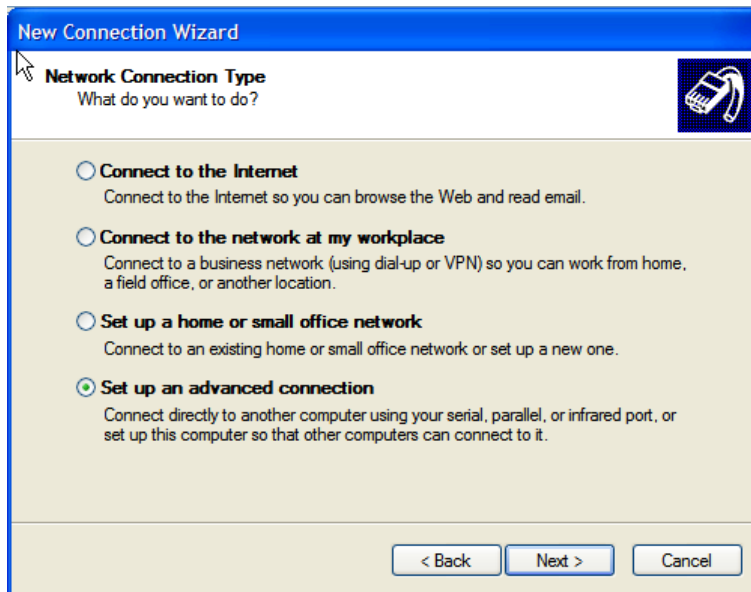 New Connection Wizard
Network Connection Type
What do you want to do?
Connect to the Internet
Connect to the Internet so you can browse the Web and read email.
Connect to the network at my workplace
Connect to a business network (using dial-up or VPN) so you can work from home,
a field office, or another location.
Set up a home or small office network
Connect to an existing home or small office network or set up a new one.
Set up an advanced connection
Connect directly to another computer using your serial, parallel, or infrared port, or
set up this computer so that other computers can connect to it.
< Back Next > Cancel